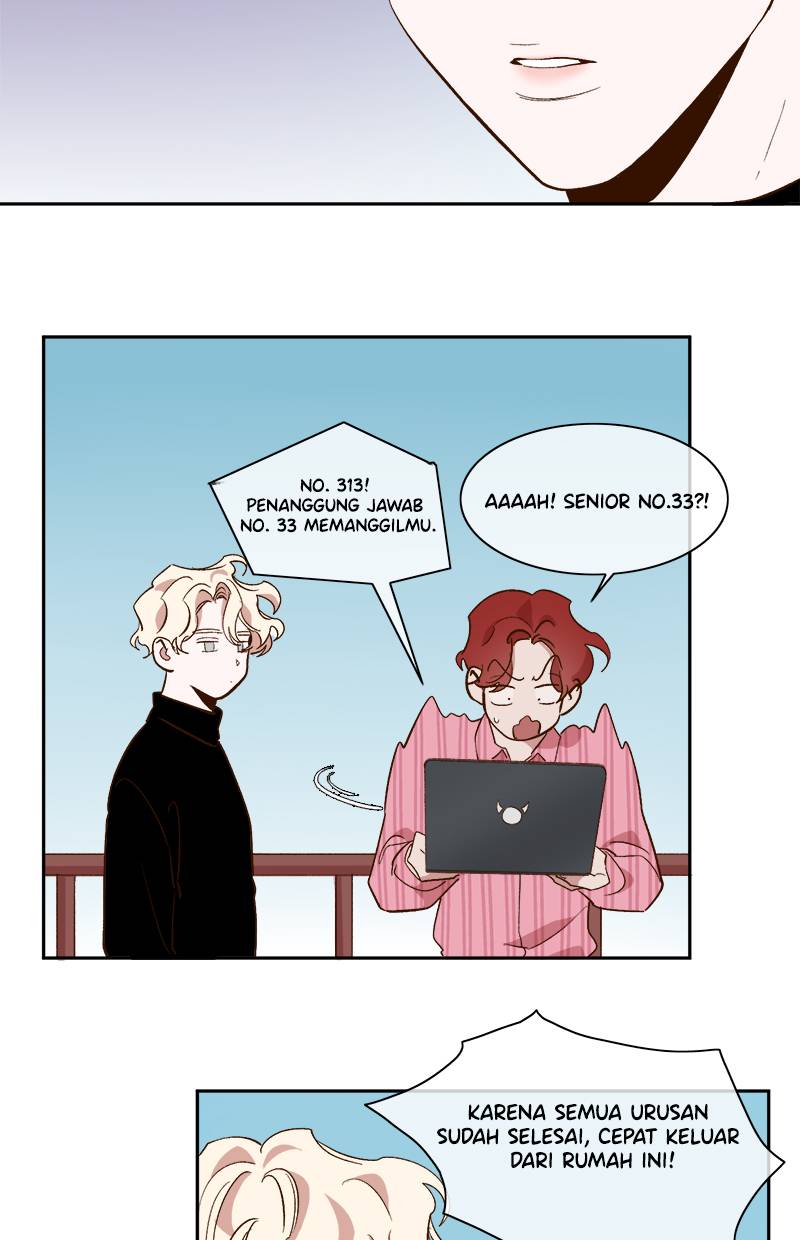 NO. 313!
PENANGGUNG JAWAB
NO. 33 MEMANGGILMU.
AAAAH! SENIOR NO.33?!
KARENA SEMUA URUSAN
SUDAH SELESAI, CEPAT KELUAR
DARI RUMAH INI!